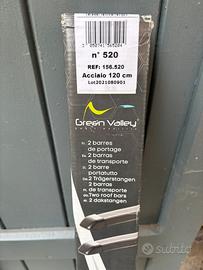 n° 520
REF: 156.520
Acciaio 120 cm
Lot2021080901
Green Valley
2 barres
de portage
2 barras
de transporte
2 barre
portatutto
2 Trägerstangen
2 barras
de transporte
Two roof bars
2 dakstangen
subito